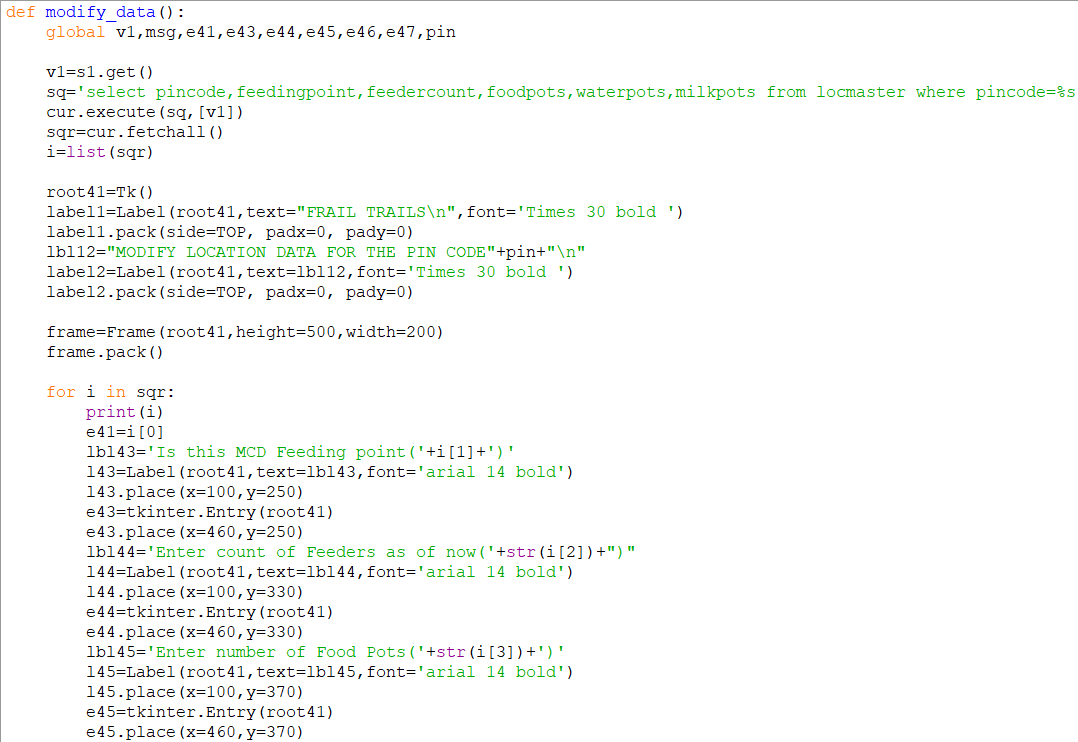 def modify_data():
    global v1,msg,e41,e43,e44,e45,e46,e47,pin

    v1=s1.get()
    sq='select pincode,feedingpoint,feedercount,foodpots,waterpots,milkpots from locmaster where pincode=%s
    cur.execute(sq,[v1])
    sqr=cur.fetchall()
    i=list(sqr)

    root41=Tk()
    label1=Label(root41,text="FRAIL TRAILS\n",font='Times 30 bold ')
    label1.pack(side=TOP, padx=0, pady=0)
    lbl12="MODIFY LOCATION DATA FOR THE PIN CODE"+pin+"\n"
    label2=Label(root41,text=lbl12,font='Times 30 bold ')
    label2.pack(side=TOP, padx=0, pady=0)

    frame=Frame(root41,height=500,width=200)
    frame.pack()

    for i in sqr:
        print(i)
        e41=i[0]
        lbl43='Is this MCD Feeding point('+i[1]+')'
        l43=Label(root41,text=lbl43,font='arial 14 bold')
        l43.place(x=100,y=250)
        e43=tkinter.Entry(root41)
        e43.place(x=460,y=250)
        lbl44='Enter count of Feeders as of now('+str(i[2])+")"
        l44=Label(root41,text=lbl44,font='arial 14 bold')
        l44.place(x=100,y=330)
        e44=tkinter.Entry(root41)
        e44.place(x=460,y=330)
        lbl45='Enter number of Food Pots('+str(i[3])+')'
        l45=Label(root41,text=lbl45,font='arial 14 bold')
        l45.place(x=100,y=370)
        e45=tkinter.Entry(root41)
        e45.place(x=460,y=370)